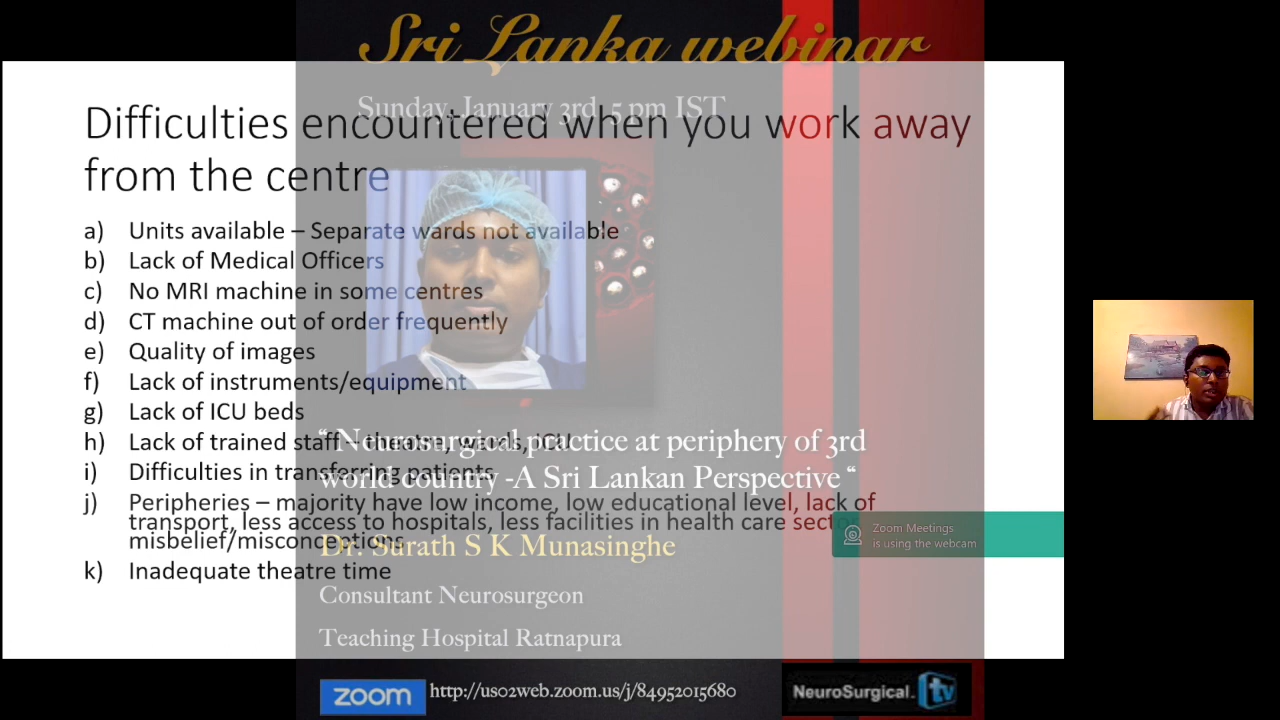 Sri Lanka webinar
Sunday, January 3rd 5 pm IST
Difficulties encountered when you work away
from the centre
a) Units available – Separate wards not available
b) Lack of Medical Officers
c) No MRI machine in some centres
d) CT machine out of order frequently
e) Quality of images
f) Lack of instruments/equipment
g) Lack of ICU beds
h) Lack of trained staff – theatre, wards, ICU
i) Difficulties in transferring patients
j) Peripheries – majority have low income, low educational level, lack of
transport, less access to hospitals, less facilities in health care sector
misbelief/misconceptions
k) Inadequate theatre time
“ Neurosurgical practice at periphery of 3rd
world country -A Sri Lankan Perspective “
Dr. Surath S K Munasinghe
Consultant Neurosurgeon
Teaching Hospital Ratnapura
Zoom Meetings
is using the webcam
zoom http://us02web.zoom.us/j/84952015680
NeuroSurgical. tv